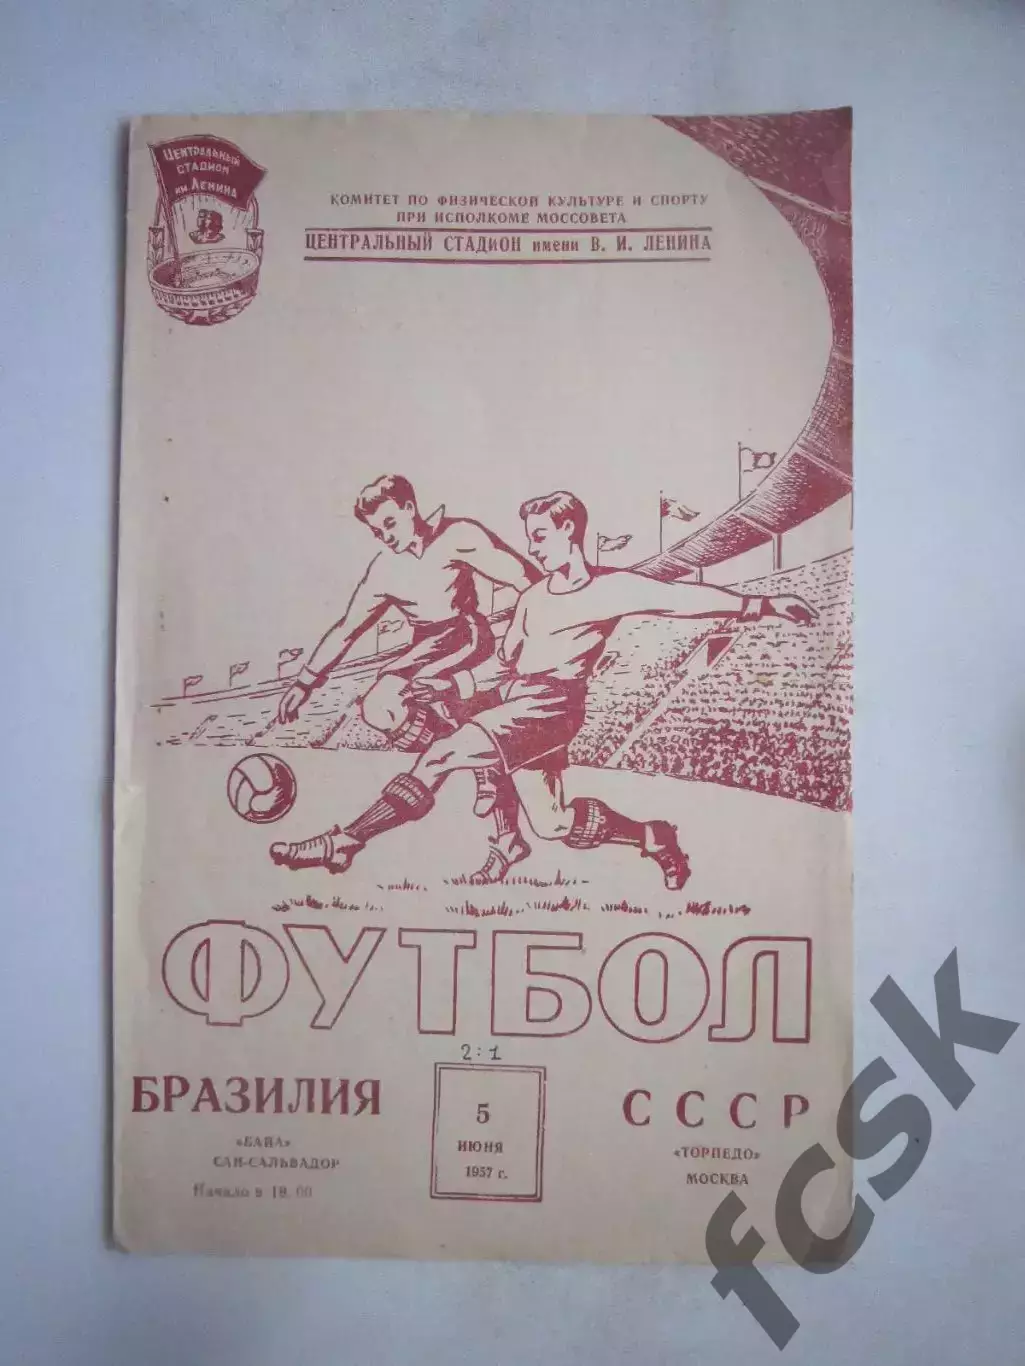 ЦЕНТРАЛЬНЫЙ
СТАДИОН
им. ЛЕНИНА
КОМИТЕТ ПО ФИЗИЧЕСКОЙ КУЛЬТУРЕ И СПОРТУ
ПРИ ИСПОЛКОМЕ МОССОВЕТА
ЦЕНТРАЛЬНЫЙ СТАДИОН имени В. И. ЛЕНИНА
ФУТБОЛ
2:1
БРАЗИЛИЯ
«БАИА»
САН-САЛЬВАДОР
Начало в 19.00
5
ИЮНЯ
1957 г.
СССР
«ТОРПЕДО»
МОСКВА
fcsk